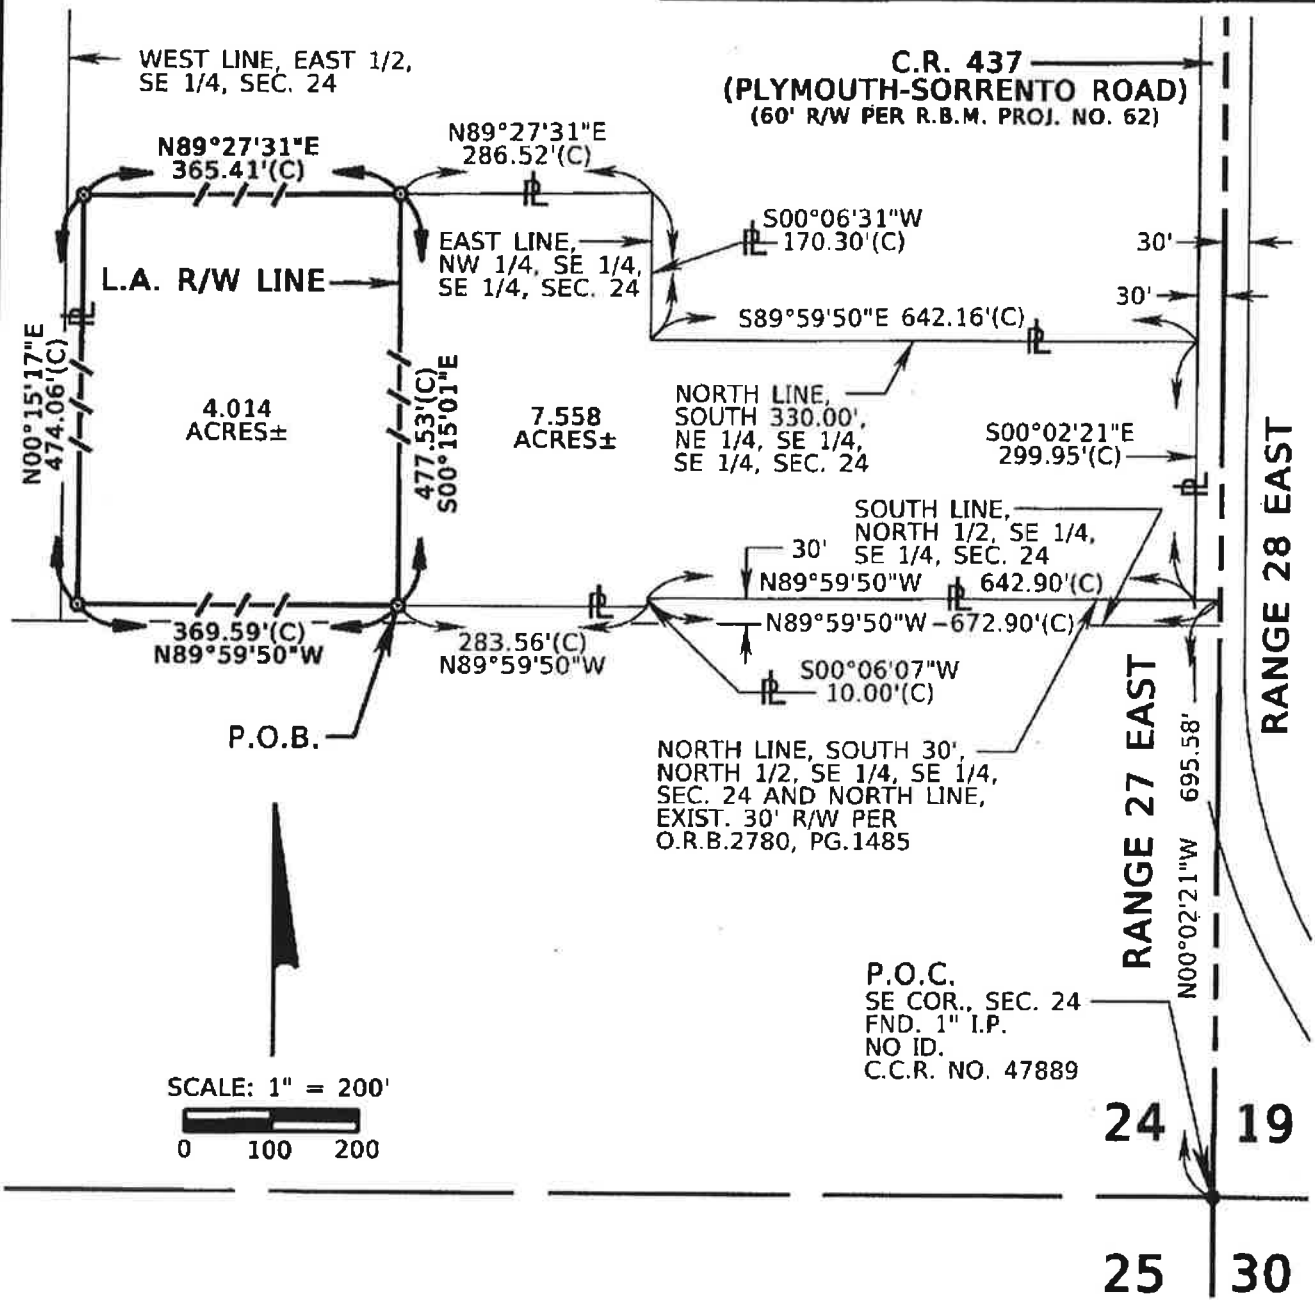 WEST LINE, EAST 1/2,
SE 1/4, SEC. 24
C.R. 437
(PLYMOUTH-SORRENTO ROAD)
(60' R/W PER R.B.M. PROJ. NO. 62)
N89°27'31"E
365.41'(C)
N89°27'31"E
286.52'(C)
PL
S00°06'31"W
PL 170.30'(C)
EAST LINE,
NW 1/4, SE 1/4,
SE 1/4, SEC. 24
30'
30'
L.A. R/W LINE
PL
S89°59'50"E 642.16'(C) PL
N00°15'17"E
474.06'(C)
477.53'(C)
S00°15'01"E
4.014
ACRES±
7.558
ACRES±
NORTH LINE,
SOUTH 330.00',
NE 1/4, SE 1/4,
SE 1/4, SEC. 24
S00°02'21"E
299.95'(C)
PL
RANGE 28 EAST
SOUTH LINE,
NORTH 1/2, SE 1/4,
SE 1/4, SEC. 24
30'
N89°59'50"W PL 642.90'(C)
PL
N89°59'50"W 672.90'(C)
369.59'(C)
N89°59'50"W
283.56'(C)
N89°59'50"W
S00°06'07"W
PL 10.00'(C)
P.O.B.
NORTH LINE, SOUTH 30',
NORTH 1/2, SE 1/4, SE 1/4,
SEC. 24 AND NORTH LINE,
EXIST. 30' R/W PER
O.R.B.2780, PG.1485
RANGE 27 EAST
N00°02'21"W 695.58'
P.O.C.
SE COR., SEC. 24
FND. 1" I.P.
NO ID.
C.C.R. NO. 47889
SCALE: 1" = 200'
0 100 200
24 19
25 30